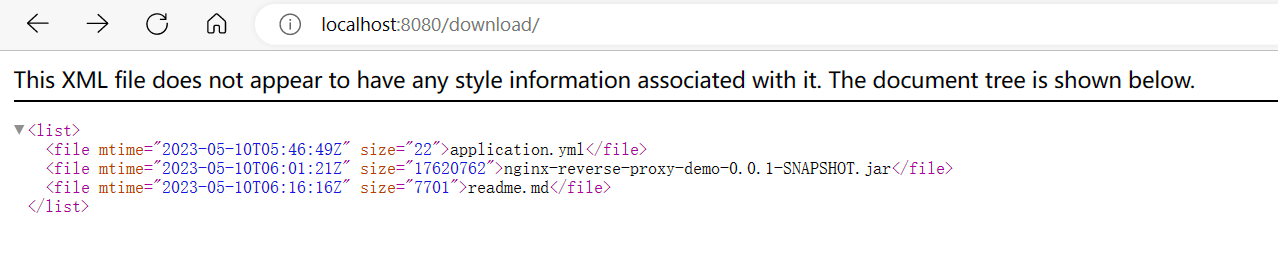 localhost:8080/download/
This XML file does not appear to have any style information associated with it. The document tree is shown below.
▼<list>
<file mtime="2023-05-10T05:46:49Z" size="22">application.yml</file>
<file mtime="2023-05-10T06:01:21Z" size="17620762">nginx-reverse-proxy-demo-0.0.1-SNAPSHOT.jar</file>
<file mtime="2023-05-10T06:16:16Z" size="7701">readme.md</file>
</list>